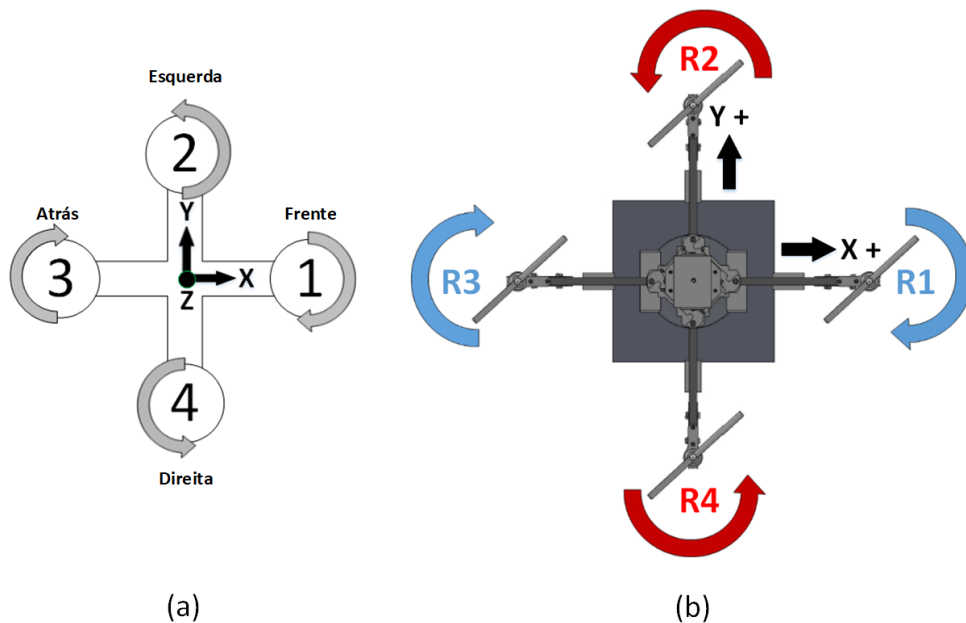 Esquerda
2
Atrás
Frente
Y
3
X
1
Z
4
Direita
(a)
R2
Y +
X +
R3
R1
R4
(b)